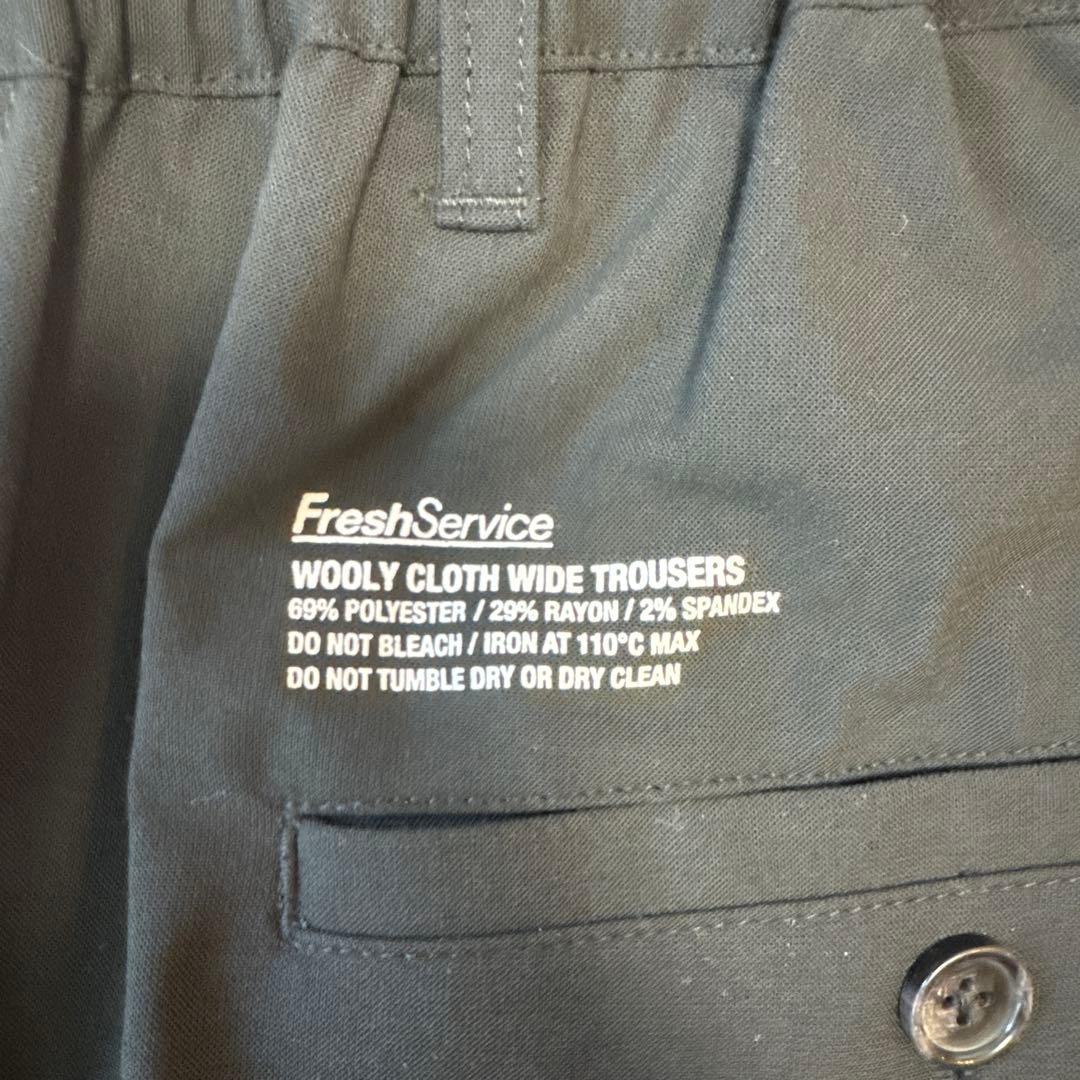 FreshService
WOOLY CLOTH WIDE TROUSERS
69% POLYESTER / 29% RAYON / 2% SPANDEX
DO NOT BLEACH / IRON AT 110°C MAX
DO NOT TUMBLE DRY OR DRY CLEAN